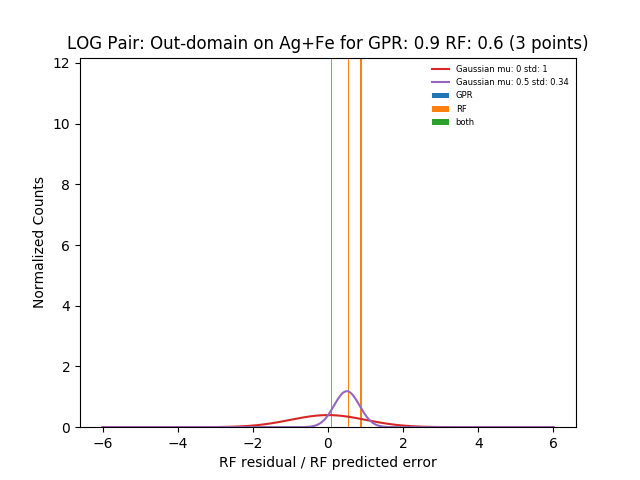 LOG Pair: Out-domain on Ag+Fe for GPR: 0.9 RF: 0.6 (3 points)
Gaussian mu: 0 std: 1
Gaussian mu: 0.5 std: 0.34
GPR
RF
both
12
10
8
6
4
2
0
Normalized Counts
−6 −4 −2 0 2 4 6
RF residual / RF predicted error